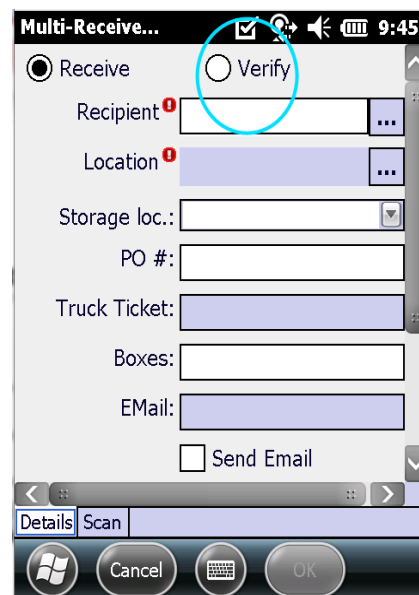 Multi-Receive... 9:45
Receive Verify
Recipient
...
Location
...
Storage loc.:
PO #:
Truck Ticket:
Boxes:
EMail:
Send Email
Details Scan
Cancel OK